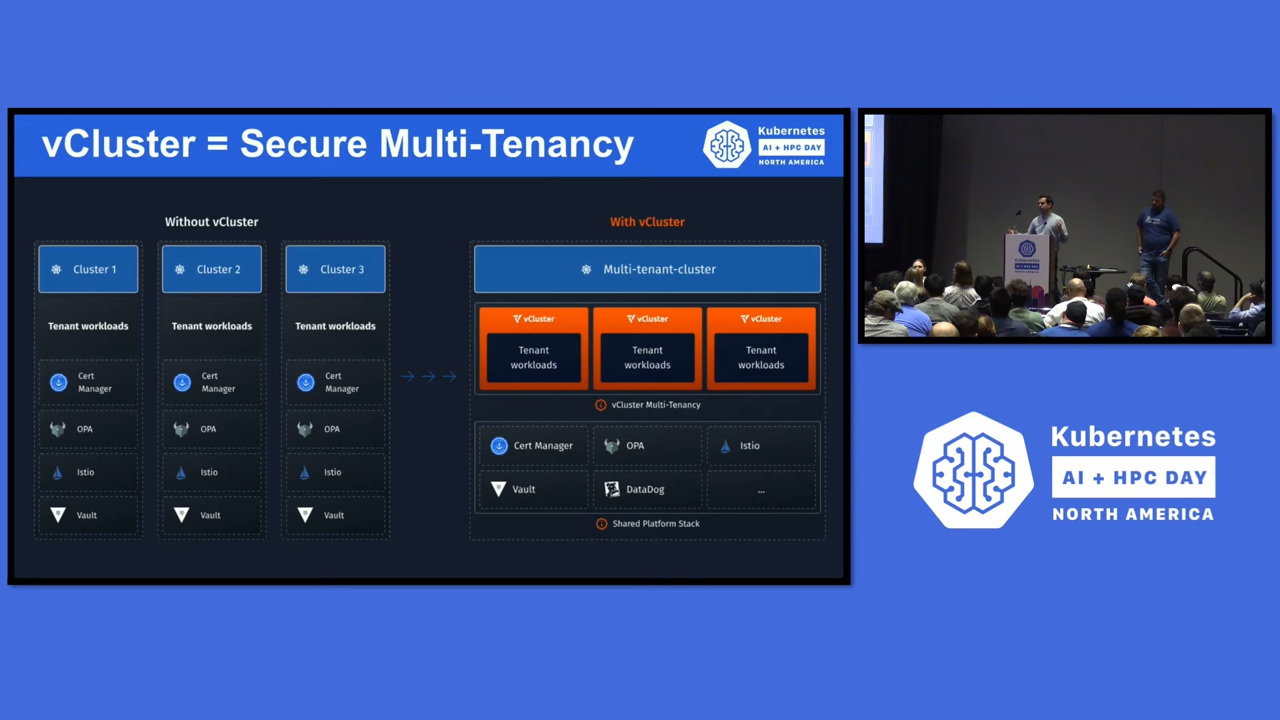 vCluster = Secure Multi-Tenancy
Kubernetes
AI + HPC DAY
NORTH AMERICA
Without vCluster
Cluster 1
Cluster 2
Cluster 3
Tenant workloads
Tenant workloads
Tenant workloads
Cert
Manager
Cert
Manager
Cert
Manager
OPA
OPA
OPA
Istio
Istio
Istio
Vault
Vault
Vault
With vCluster
Multi-tenant-cluster
vCluster
vCluster
vCluster
Tenant
workloads
Tenant
workloads
Tenant
workloads
vCluster Multi-Tenancy
Cert Manager
OPA
Istio
Vault
DataDog
...
Shared Platform Stack
Kubernetes
AI + HPC DAY
NORTH AMERICA